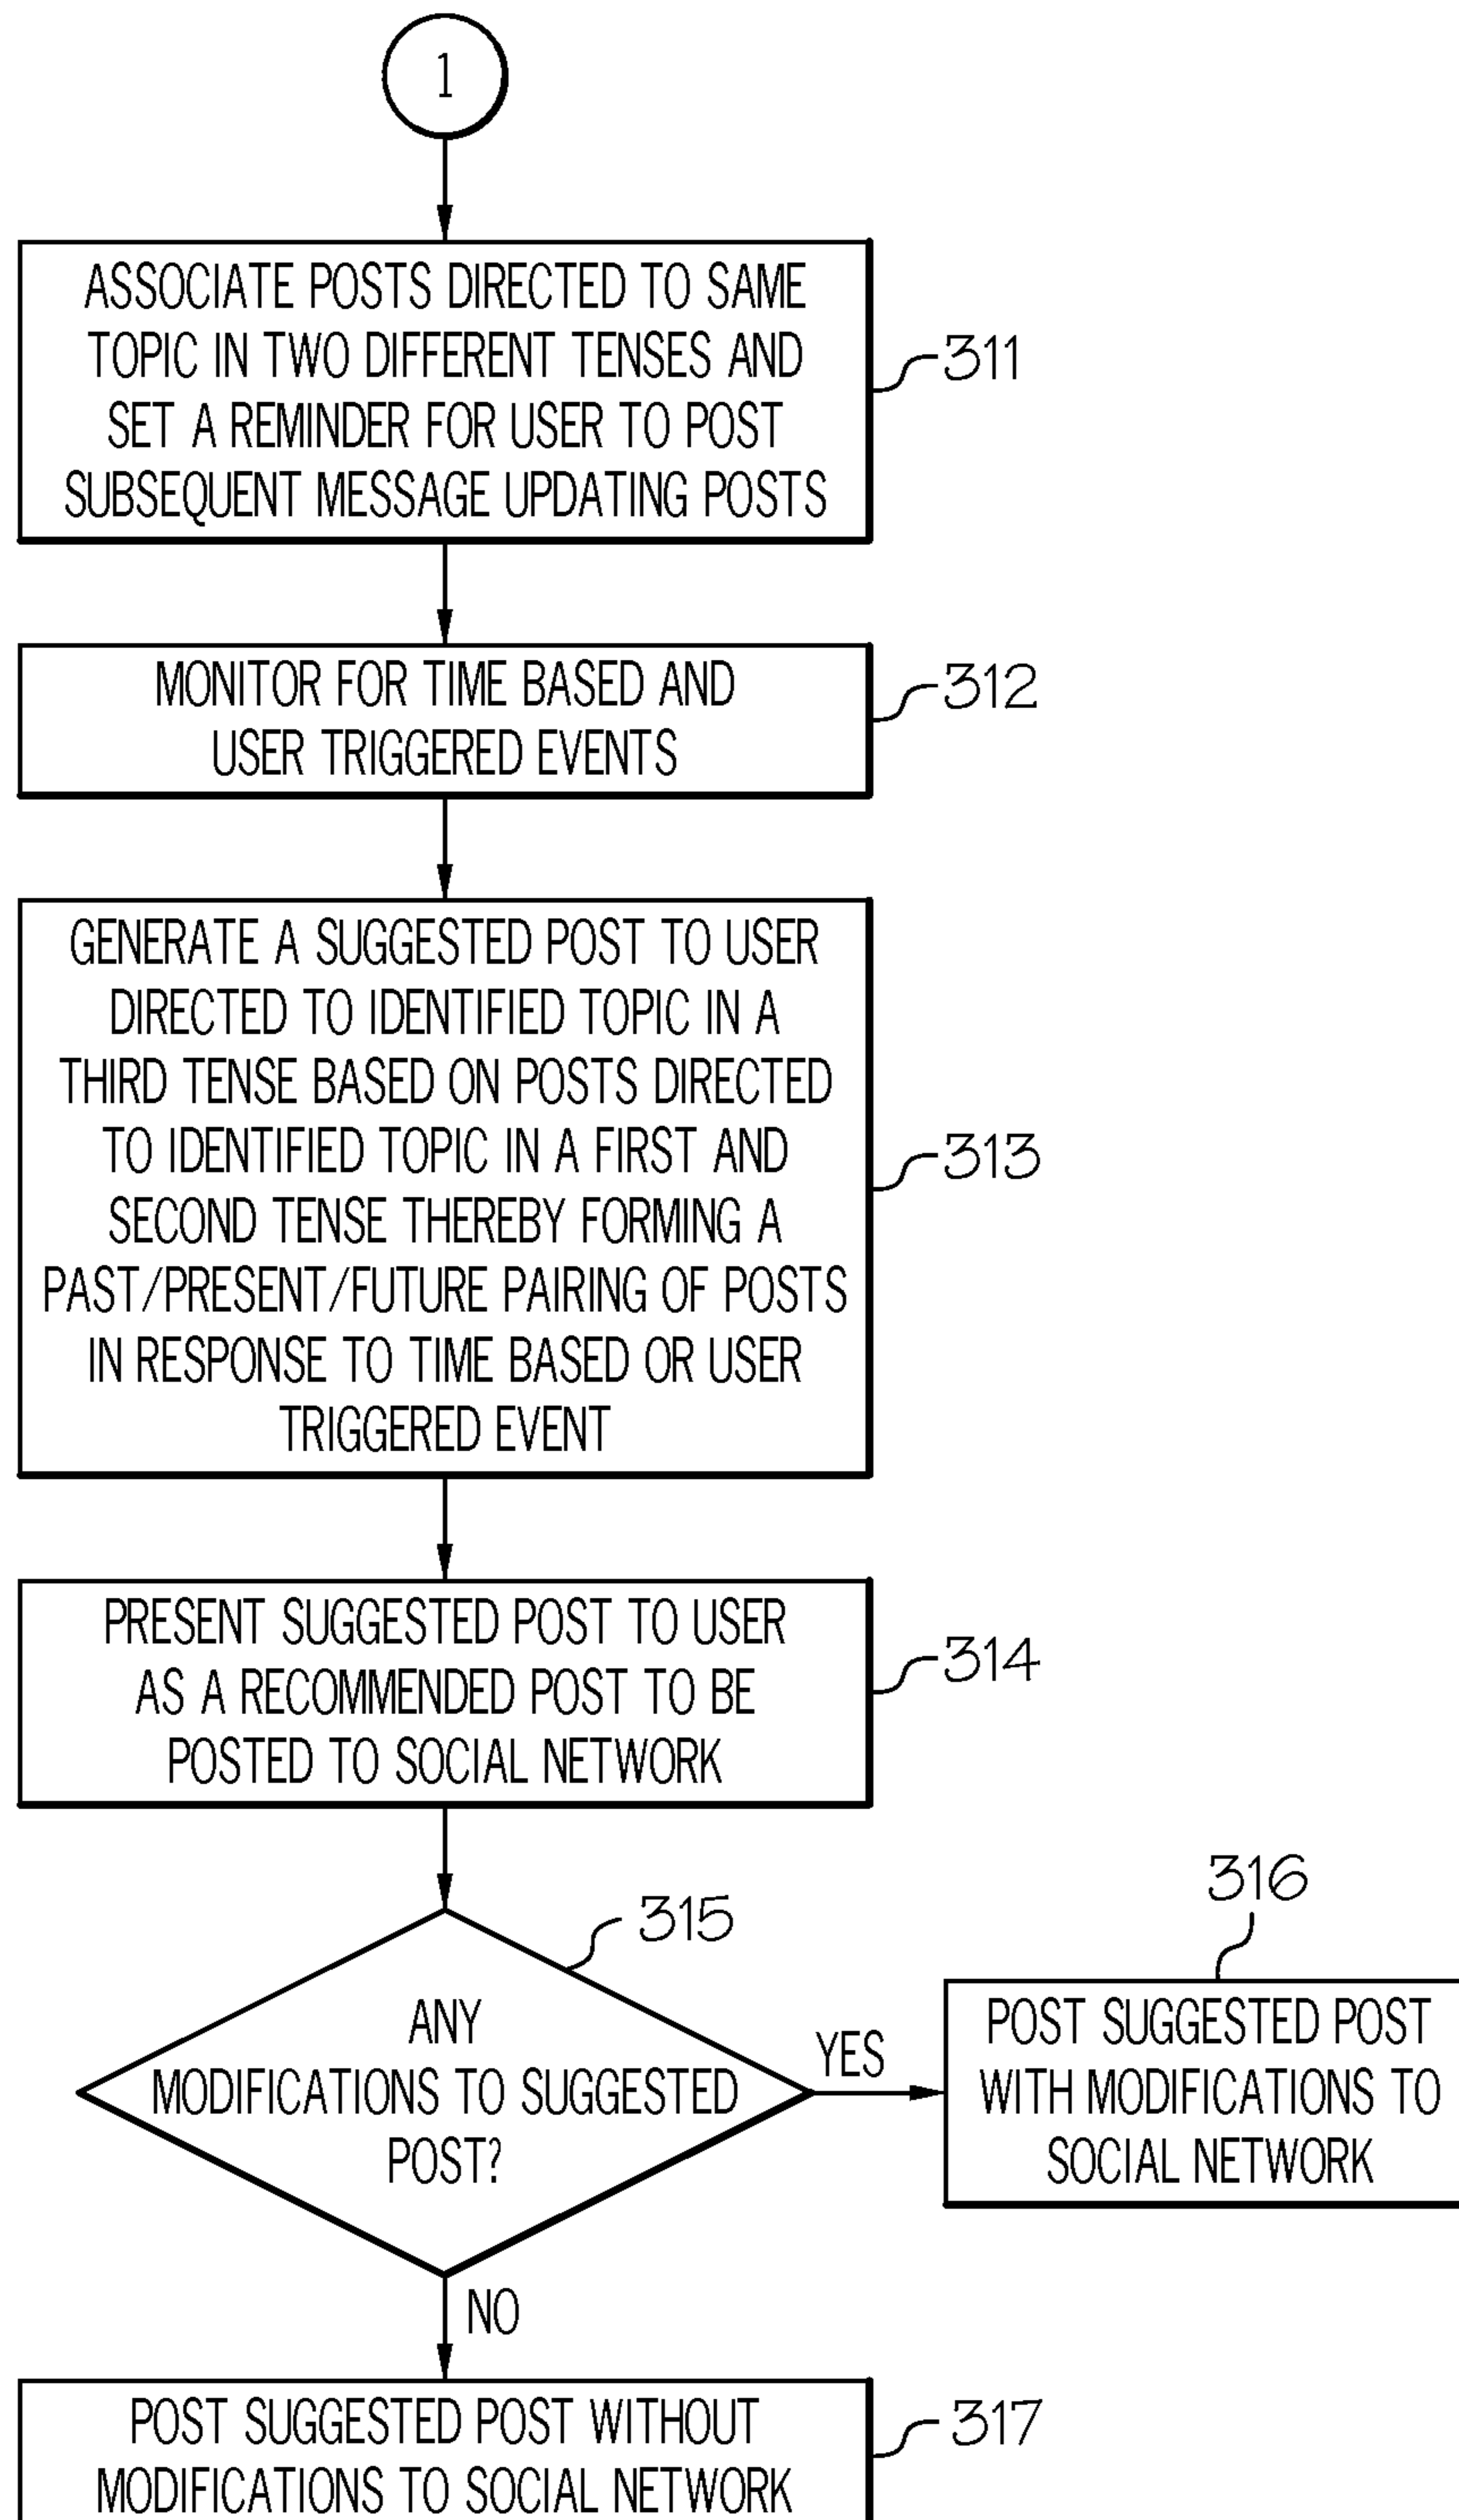 1
ASSOCIATE POSTS DIRECTED TO SAME
TOPIC IN TWO DIFFERENT TENSES AND
SET A REMINDER FOR USER TO POST
SUBSEQUENT MESSAGE UPDATING POSTS
311
MONITOR FOR TIME BASED AND
USER TRIGGERED EVENTS
312
GENERATE A SUGGESTED POST TO USER
DIRECTED TO IDENTIFIED TOPIC IN A
THIRD TENSE BASED ON POSTS DIRECTED
TO IDENTIFIED TOPIC IN A FIRST AND
SECOND TENSE THEREBY FORMING A
PAST/PRESENT/FUTURE PAIRING OF POSTS
IN RESPONSE TO TIME BASED OR USER
TRIGGERED EVENT
313
PRESENT SUGGESTED POST TO USER
AS A RECOMMENDED POST TO BE
POSTED TO SOCIAL NETWORK
314
315
ANY
MODIFICATIONS TO SUGGESTED
POST?
YES
316
POST SUGGESTED POST
WITH MODIFICATIONS TO
SOCIAL NETWORK
NO
POST SUGGESTED POST WITHOUT
MODIFICATIONS TO SOCIAL NETWORK
317